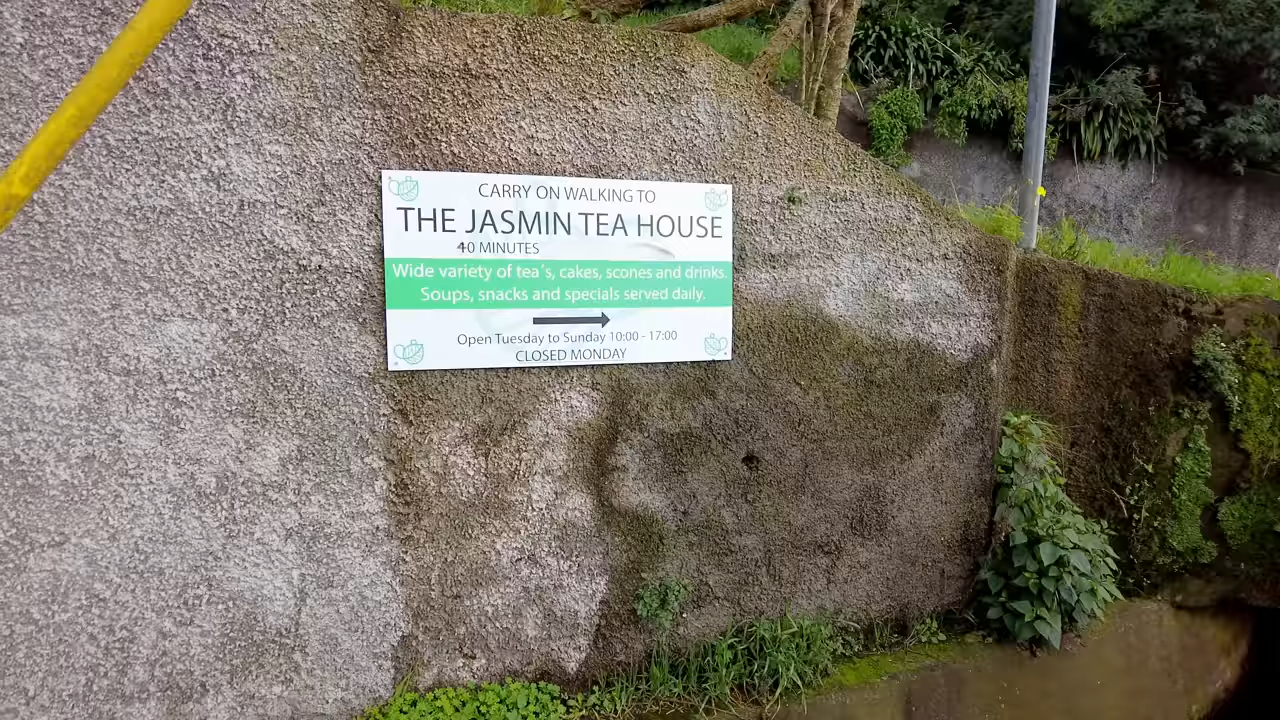 CARRY ON WALKING TO
THE JASMIN TEA HOUSE
40 MINUTES
Wide variety of tea´s, cakes, scones and drinks.
Soups, snacks and specials served daily.
Open Tuesday to Sunday 10:00 - 17:00
CLOSED MONDAY